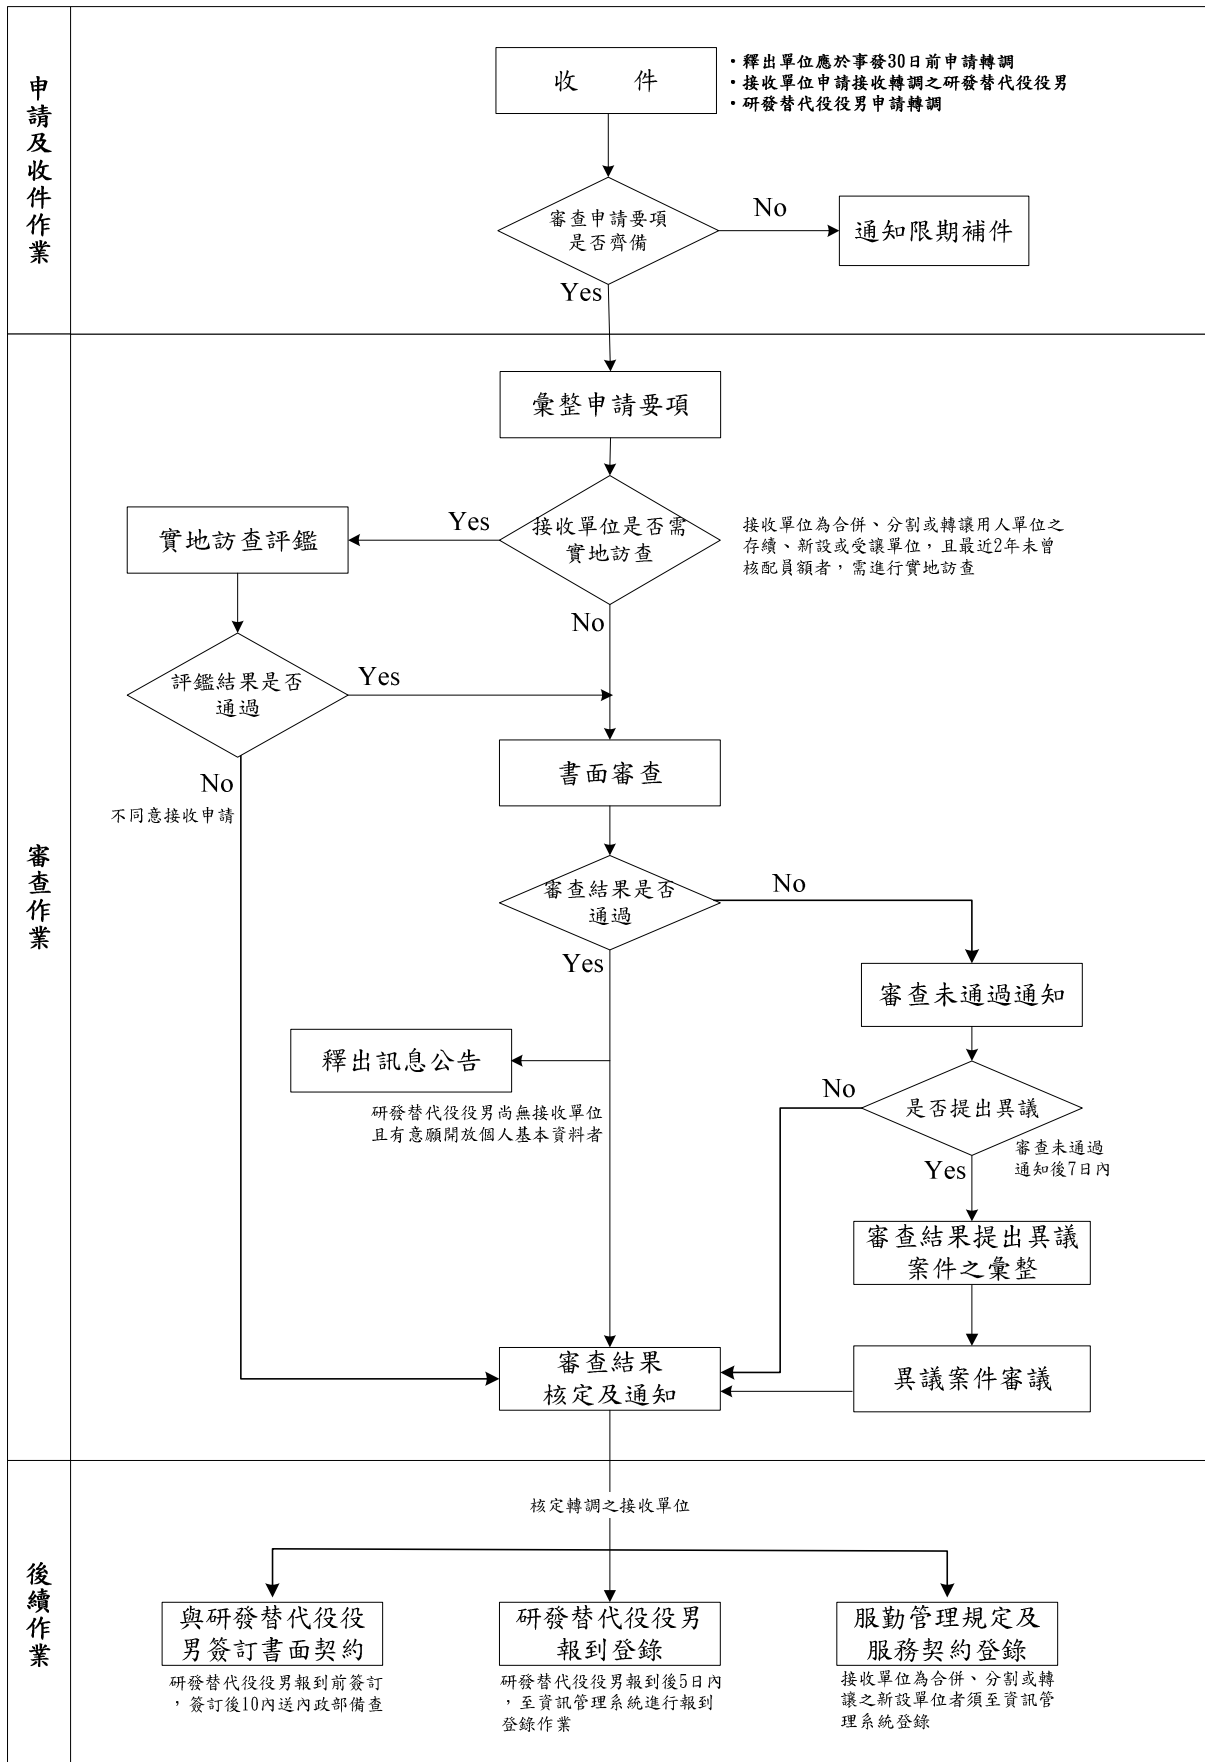 申請及收件作業
收 件
・釋出單位應於事發30日前申請轉調
・接收單位申請接收轉調之研發替代役役男
・研發替代役役男申請轉調
審查申請要項
是否齊備
No
通知限期補件
Yes
審查作業
彙整申請要項
接收單位是否需
實地訪查
Yes
實地訪查評鑑
接收單位為合併、分割或轉讓用人單位之
存續、新設或受讓單位，且最近2年未曾
核配員額者，需進行實地訪查
No
評鑑結果是否
通過
Yes
No
不同意接收申請
書面審查
審查結果是否
通過
No
Yes
審查未通過通知
釋出訊息公告
研發替代役役男尚無接收單位
且有意願開放個人基本資料者
No
是否提出異議
審查未通過
通知後7日內
Yes
審查結果提出異議
案件之彙整
審查結果
核定及通知
異議案件審議
後續作業
核定轉調之接收單位
與研發替代役役
男簽訂書面契約
研發替代役役男報到前簽訂
，簽訂後10內送內政部備查
研發替代役役男
報到登錄
研發替代役役男報到後5日內
，至資訊管理系統進行報到
登錄作業
服勤管理規定及
服務契約登錄
接收單位為合併、分割或轉
讓之新設單位者須至資訊管
理系統登錄